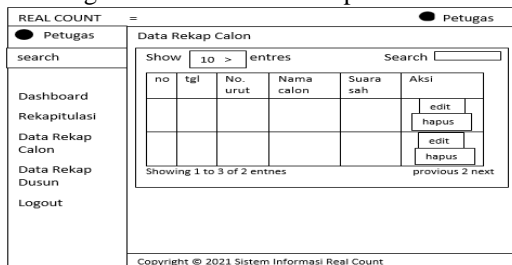 REAL COUNT = Petugas
Petugas
search
Dashboard
Rekapitulasi
Data Rekap
Calon
Data Rekap
Dusun
Logout
Data Rekap Calon
Show 10 > entres Search
no tgl No. urut Nama calon Suara sah Aksi
edit
hapus
edit
hapus
Showing 1 to 3 of 2 entnes provious 2 next
Copyright © 2021 Sistem Informasi Real Count